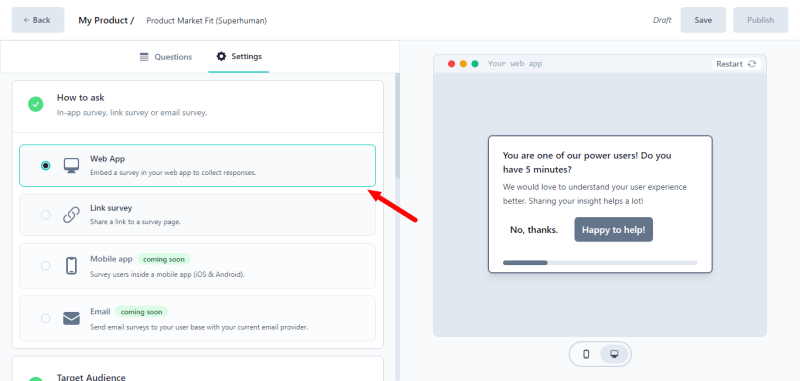 ← Back
My Product / Product Market Fit (Superhuman)
Draft
Save
Publish
Questions
Settings
How to ask
In-app survey, link survey or email survey.
Web App
Embed a survey in your web app to collect responses.
Link survey
Share a link to a survey page.
Mobile app coming soon
Survey users inside a mobile app (iOS & Android).
Email coming soon
Send email surveys to your user base with your current email provider.
Target Audience
Your web app
Restart
You are one of our power users! Do you
have 5 minutes?
We would love to understand your user experience
better. Sharing your insight helps a lot!
No, thanks.
Happy to help!